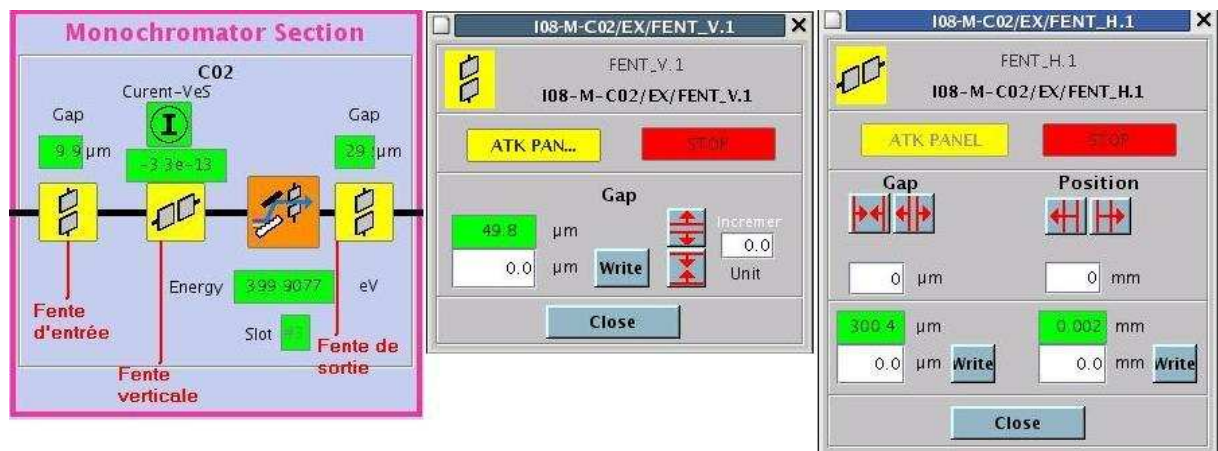 Monochromator Section
C02
Curent-VeS
Gap
Gap
I
9.9 µm
29. µm
-3.3e-13
Energy 399.9077 eV
Slot #3
Fente
d'entrée
Fente
verticale
Fente de
sortie
I08-M-C02/EX/FENT_V.1
FENT_V.1
I08-M-C02/EX/FENT_V.1
ATK PAN... STOP
Gap
49.8 µm
Incremer
0.0
0.0 µm Write
Unit
Close
I08-M-C02/EX/FENT_H.1
FENT_H.1
I08-M-C02/EX/FENT_H.1
ATK PANEL STOP
Gap Position
0 µm 0 mm
300.4 µm 0.002 mm
0.0 µm Write 0.0 mm Write
Close